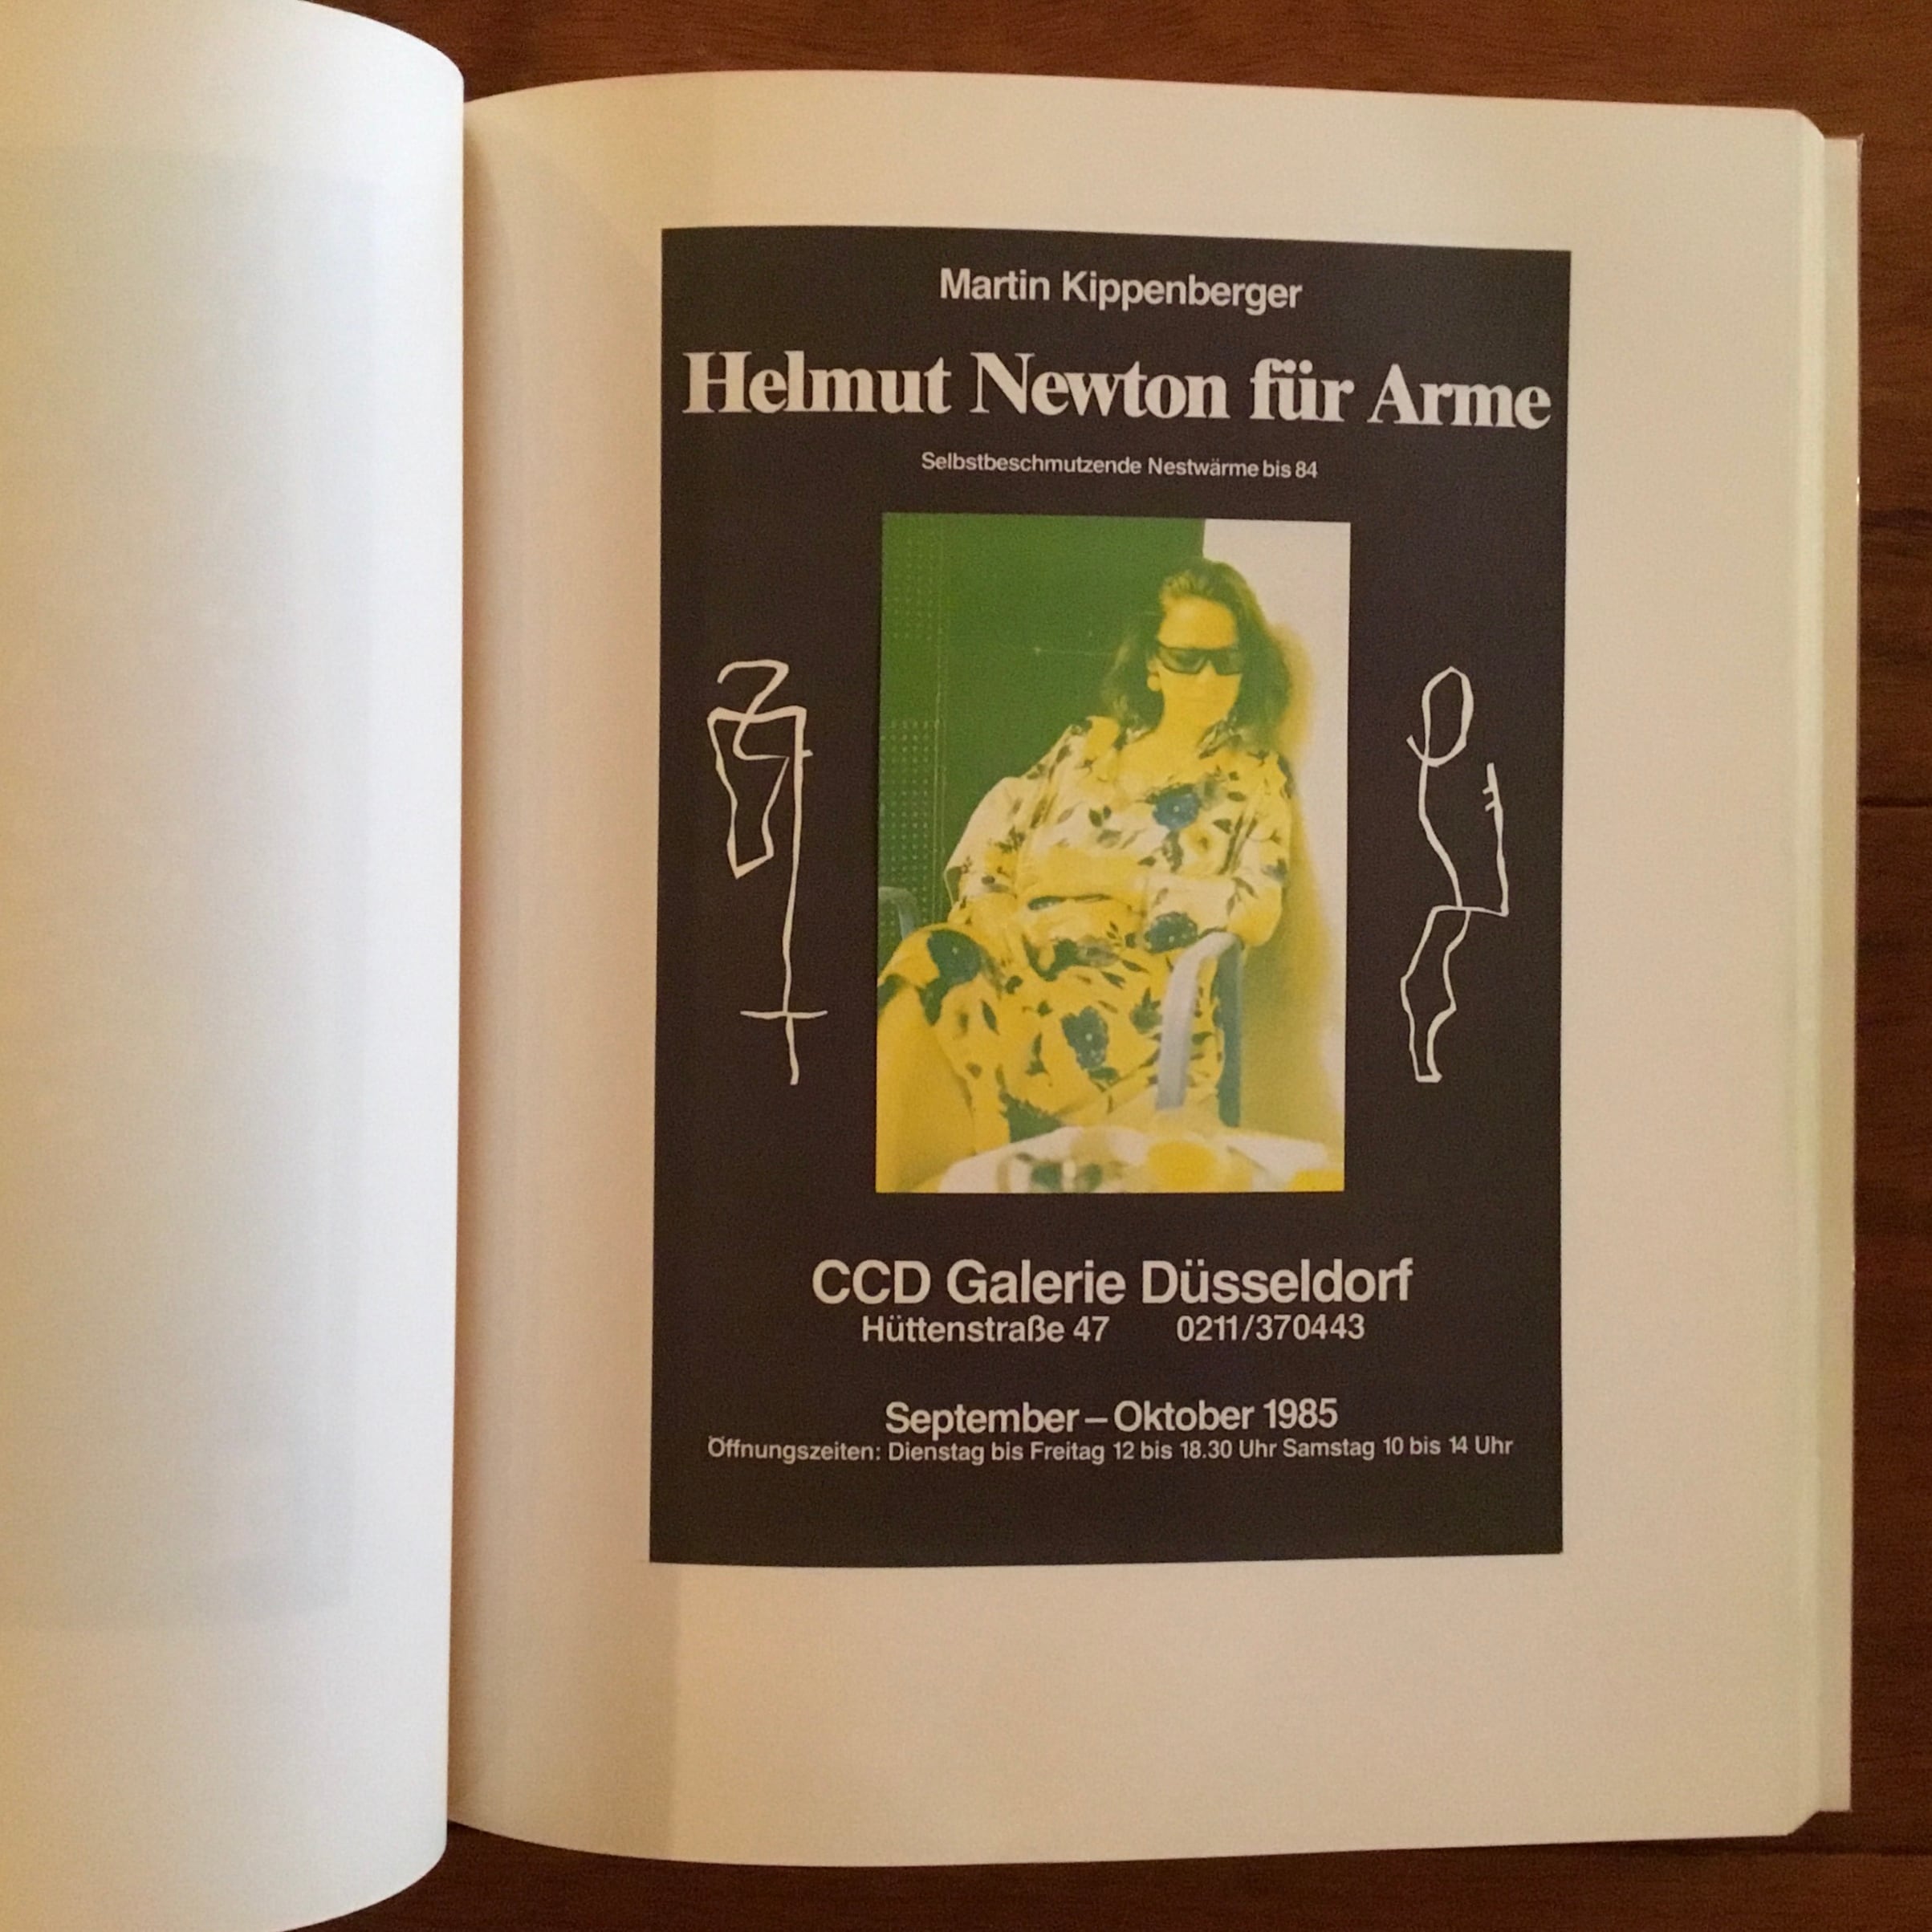 Martin Kippenberger
Helmut Newton für Arme
Selbstbeschmutzende Nestwärme bis 84
CCD Galerie Düsseldorf
Hüttenstraße 47 0211/370443
September – Oktober 1985
Öffnungszeiten: Dienstag bis Freitag 12 bis 18.30 Uhr Samstag 10 bis 14 Uhr